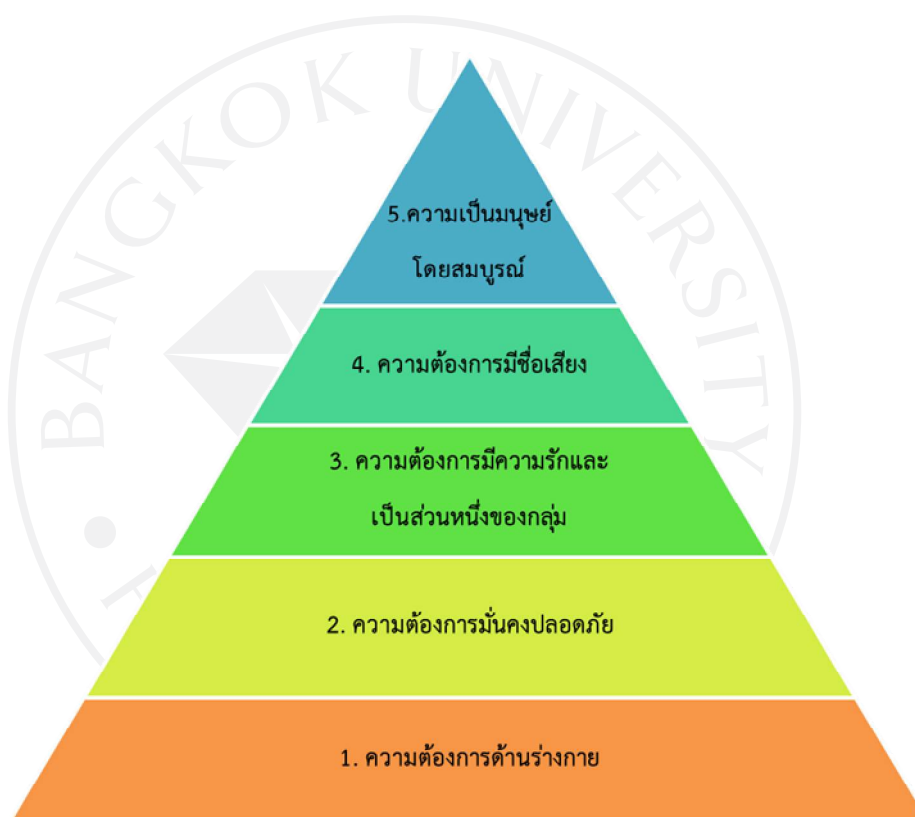 BANGKOK UNIVERSITY
5.ความเป็นมนุษย์
โดยสมบูรณ์
4. ความต้องการมีชื่อเสียง
3. ความต้องการมีความรักและ
เป็นส่วนหนึ่งของกลุ่ม
2. ความต้องการมั่นคงปลอดภัย
1. ความต้องการด้านร่างกาย